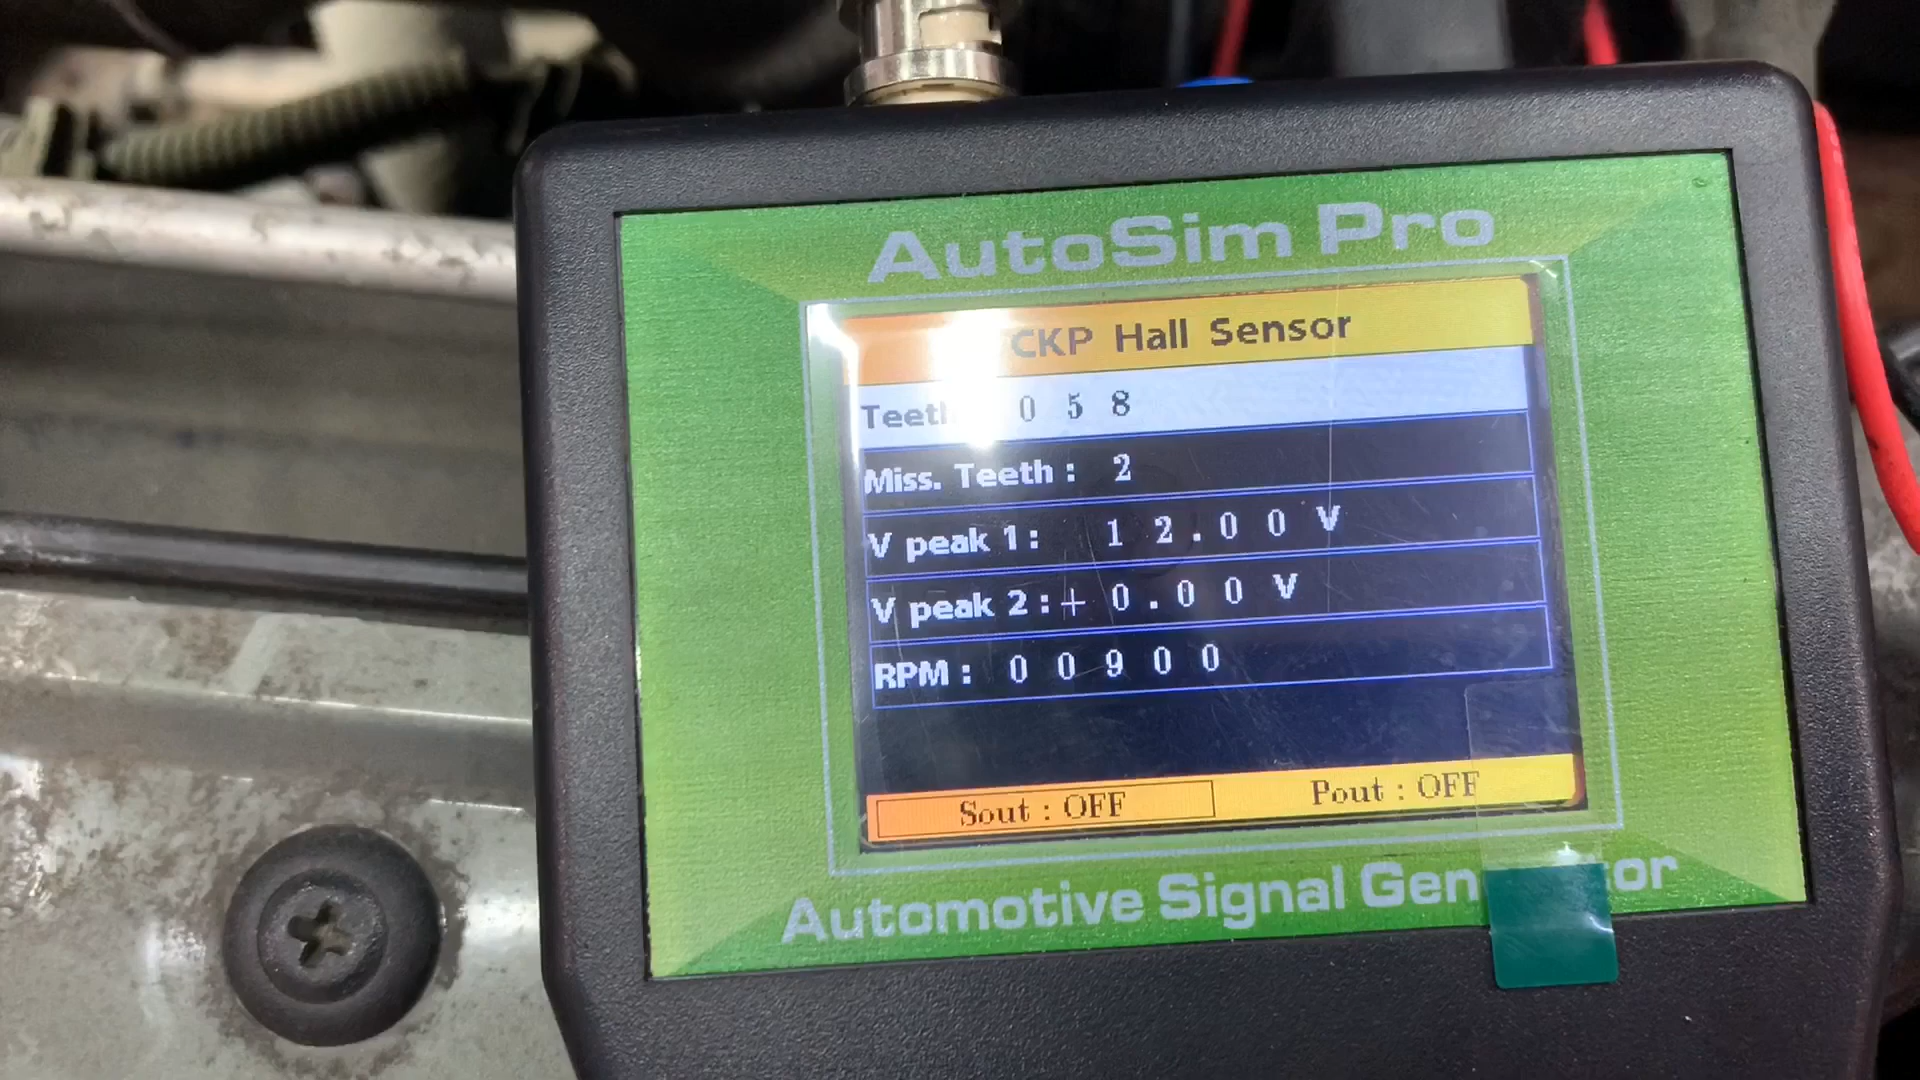 AutoSim Pro
CKP Hall Sensor
Teeth 0 5 8
Miss. Teeth : 2
V peak 1 : 1 2 . 0 0 V
V peak 2 : + 0 . 0 0 V
RPM : 0 0 9 0 0
Sout : OFF Pout : OFF
Automotive Signal